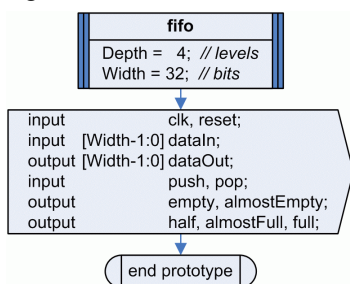 fifo
Depth = 4; // levels
Width = 32; // bits
input clk, reset;
input [Width-1:0] dataIn;
output [Width-1:0] dataOut;
input push, pop;
output empty, almostEmpty;
output half, almostFull, full;
end prototype